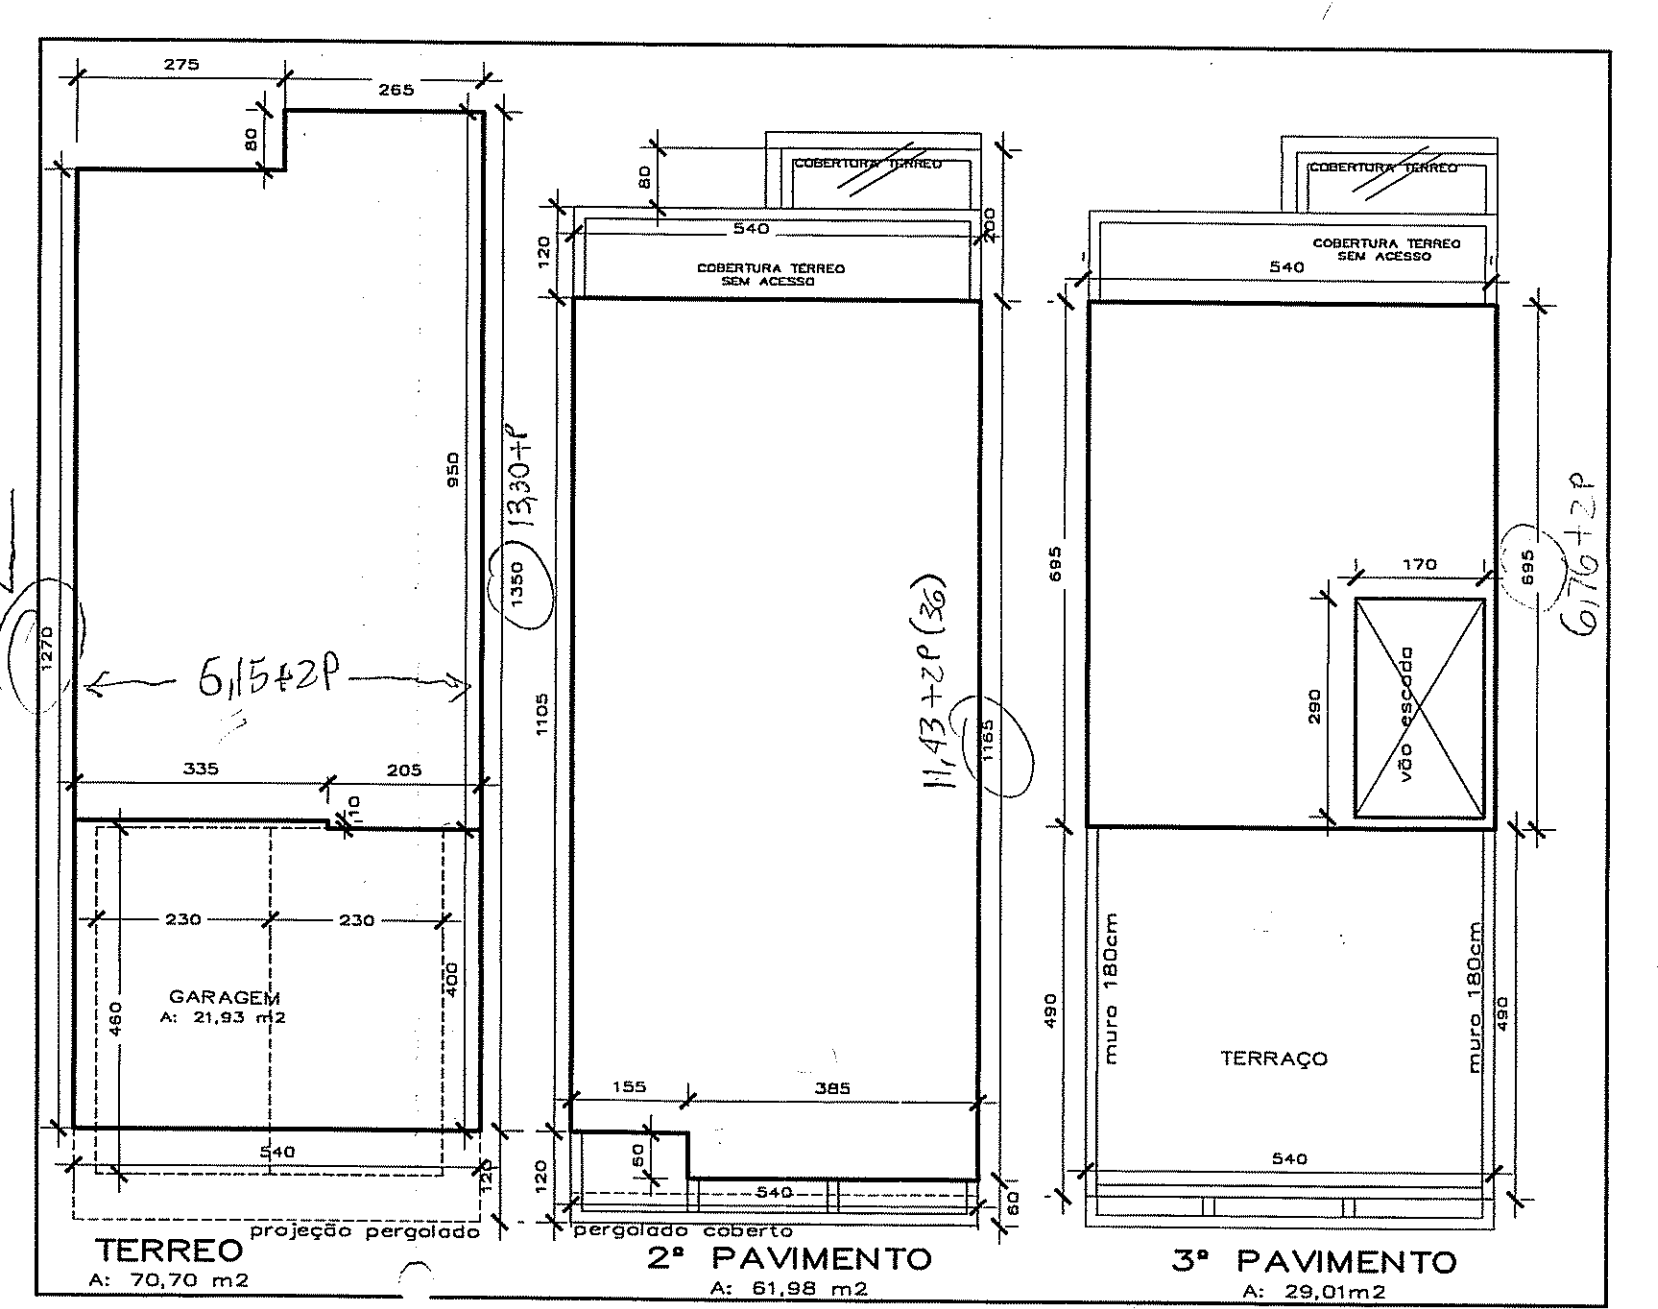 275
265
80
1270
950
1350
13,30+P
335
205
10
230
230
GARAGEM
A: 21,93 m2
460
400
540
120
projeção pergolado
TERREO
A: 70,70 m2
80
COBERTURA TERREO
200
120
540
COBERTURA TERREO
SEM ACESSO
1105
11,43+2P(36)
1165
155
385
60
120
540
60
pergolado coberto
2º PAVIMENTO
A: 61,98 m2
COBERTURA TERREO
COBERTURA TERREO
SEM ACESSO
540
695
170
695
6,76+2P
290
vão escada
490
muro 180cm
muro 180cm
490
TERRAÇO
540
3º PAVIMENTO
A: 29,01m2